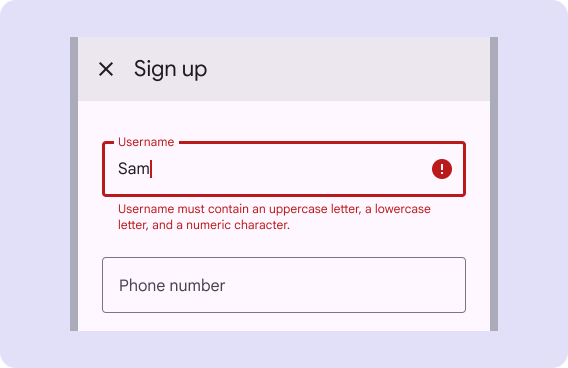 Sign up
Username
Sam
Username must contain an uppercase letter, a lowercase
letter, and a numeric character.
Phone number